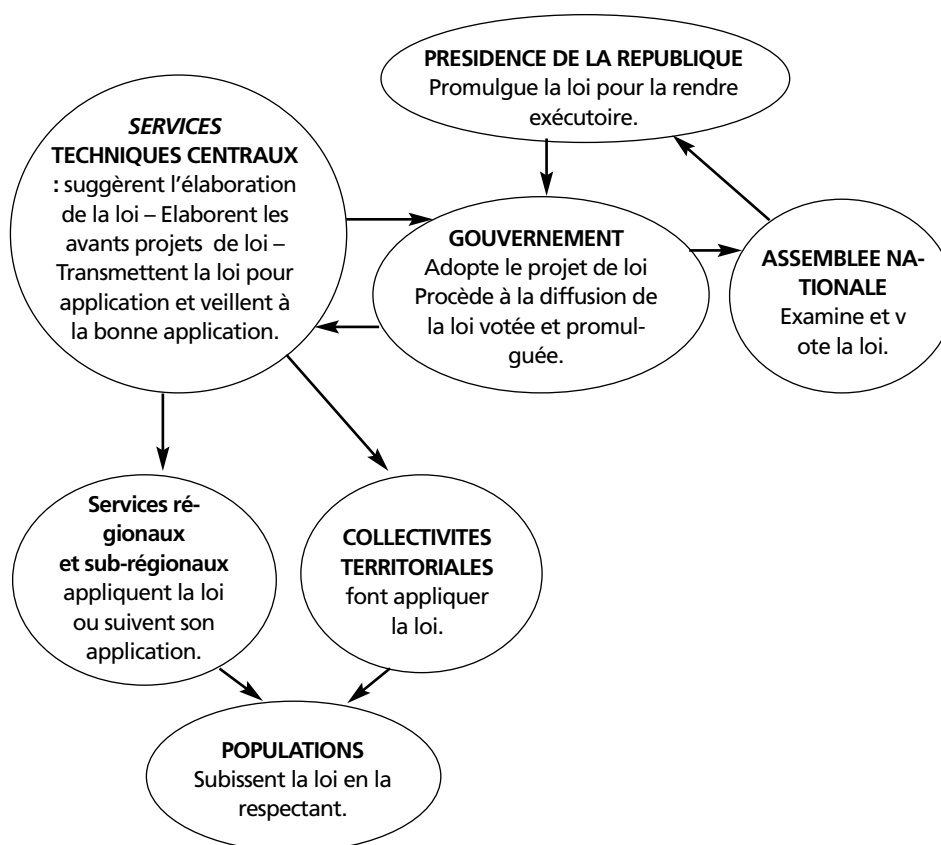 PRESIDENCE DE LA REPUBLIQUE
Promulgue la loi pour la rendre
exécutoire.
SERVICES
TECHNIQUES CENTRAUX
: suggèrent l’élaboration
de la loi – Elaborent les
avants projets de loi –
Transmettent la loi pour
application et veillent à
la bonne application.
GOUVERNEMENT
Adopte le projet de loi
Procède à la diffusion de
la loi votée et promul-
guée.
ASSEMBLEE NA-
TIONALE
Examine et v
ote la loi.
Services ré-
gionaux
et sub-régionaux
appliquent la loi
ou suivent son
application.
COLLECTIVITES
TERRITORIALES
font appliquer
la loi.
POPULATIONS
Subissent la loi en la
respectant.